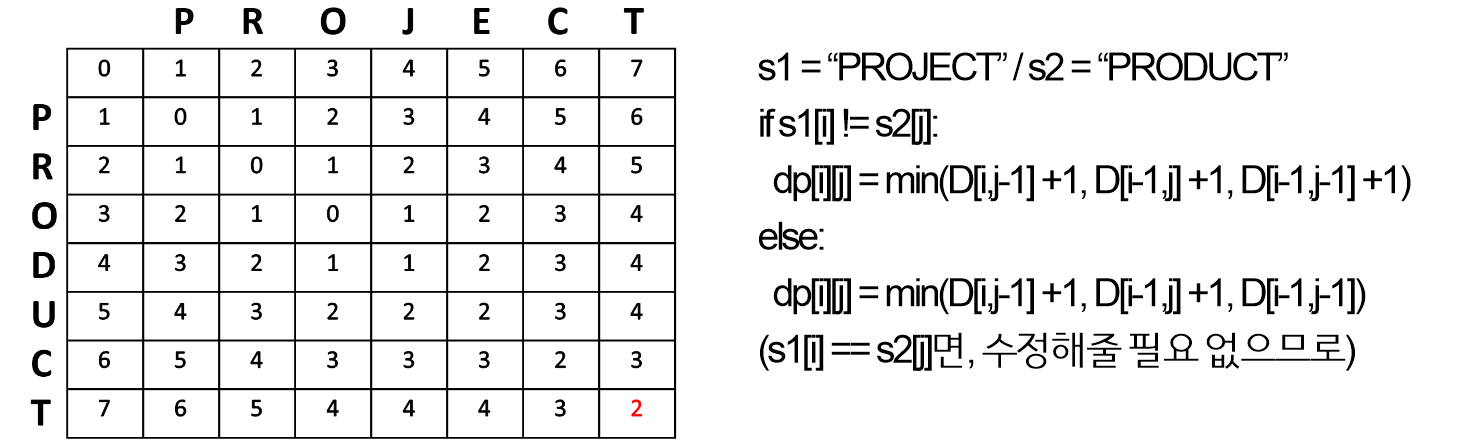 P R O J E C T
0 1 2 3 4 5 6 7
P 1 0 1 2 3 4 5 6
R 2 1 0 1 2 3 4 5
O 3 2 1 0 1 2 3 4
D 4 3 2 1 1 2 3 4
U 5 4 3 2 2 2 3 4
C 6 5 4 3 3 3 2 3
T 7 6 5 4 4 4 3 2
s1 = “PROJECT” / s2 = “PRODUCT”
if s1[i] != s2[j]:
dp[i][j] = min(D[i,j-1] +1, D[i-1,j] +1, D[i-1,j-1] +1)
else:
dp[i][j] = min(D[i,j-1] +1, D[i-1,j] +1, D[i-1,j-1])
(s1[i] == s2[j]면, 수정해줄 필요 없으므로)